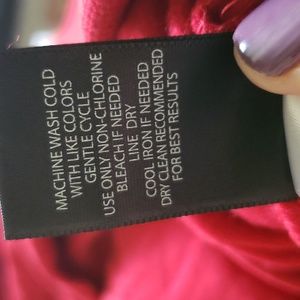 MACHINE WASH COLD
WITH LIKE COLORS
GENTLE CYCLE
USE ONLY NON-CHLORINE
BLEACH IF NEEDED
LINE DRY
COOL IRON IF NEEDED
DRY CLEAN RECOMMENDED
FOR BEST RESULTS